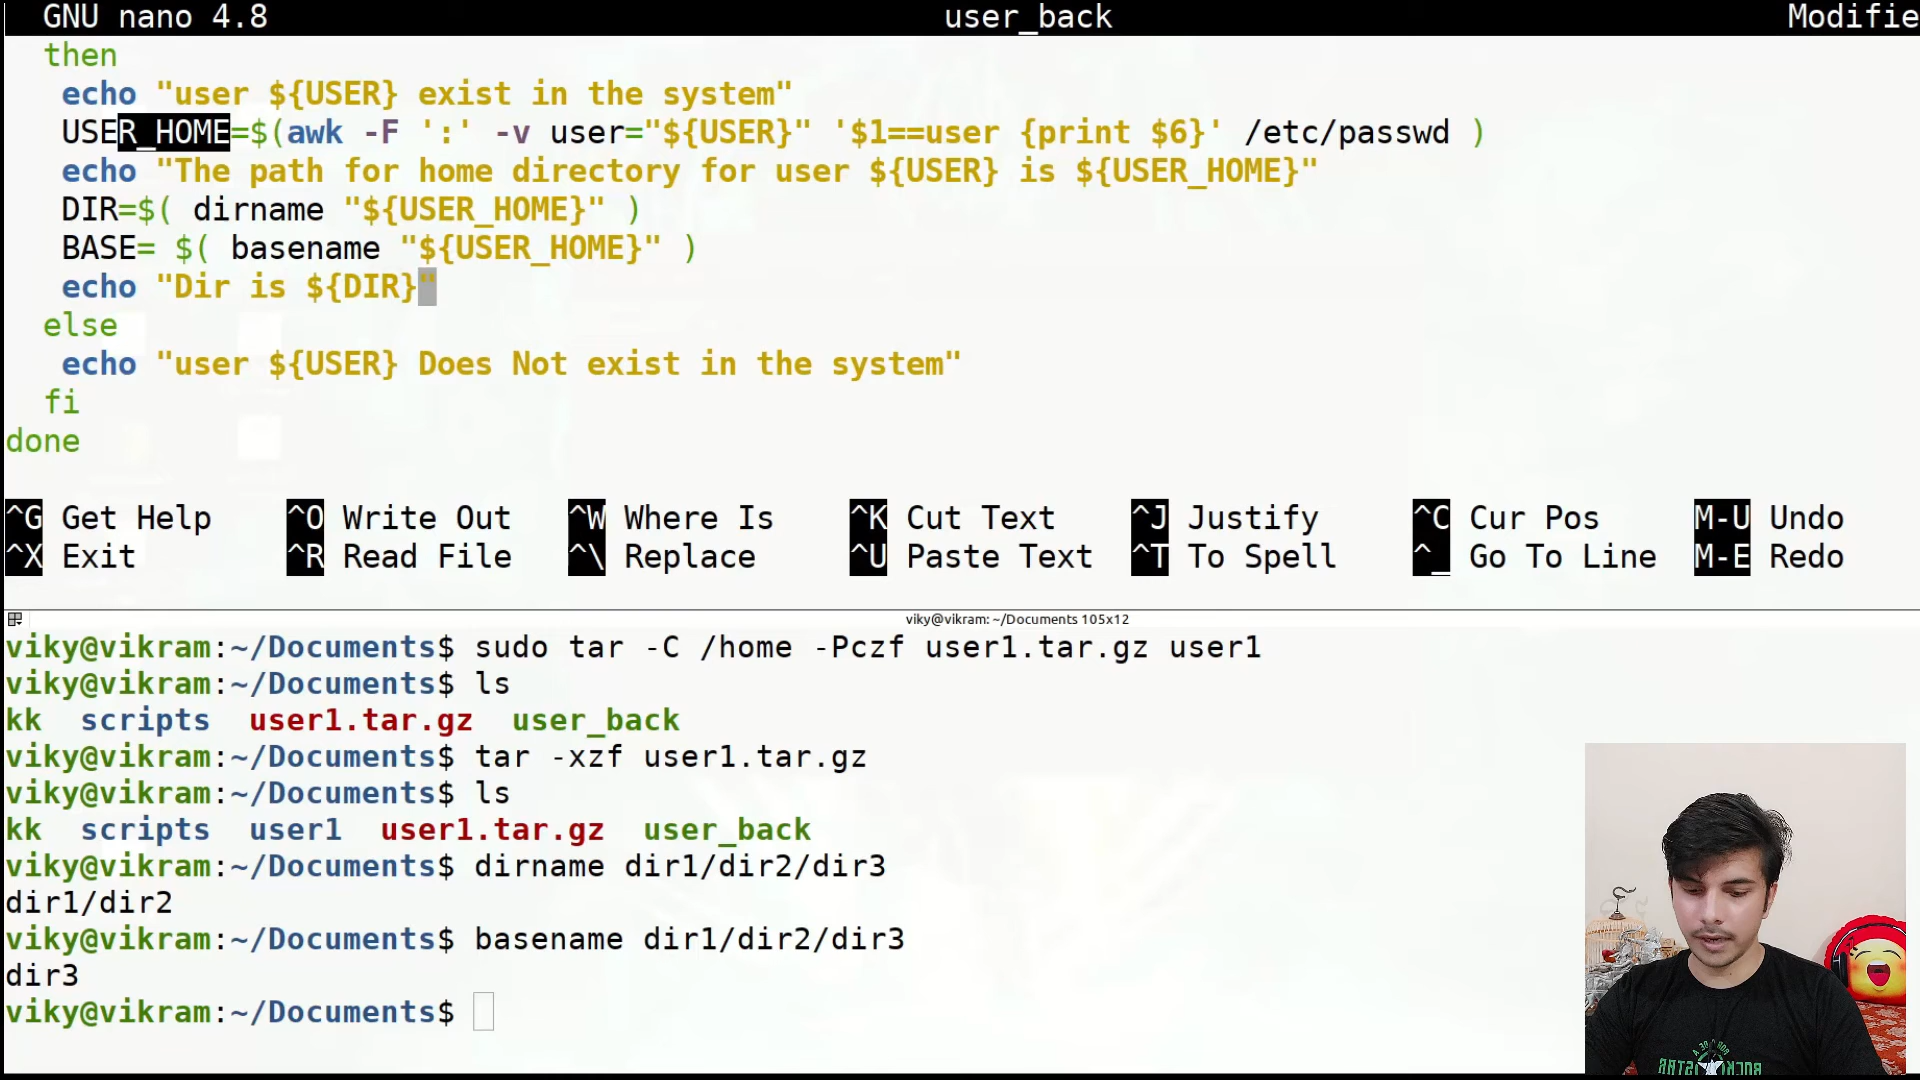 GNU nano 4.8 user_back Modifie
then
echo "user ${USER} exist in the system"
USER_HOME=$(awk -F ':' -v user="${USER}" '$1==user {print $6}' /etc/passwd )
echo "The path for home directory for user ${USER} is ${USER_HOME}"
DIR=$( dirname "${USER_HOME}" )
BASE= $( basename "${USER_HOME}" )
echo "Dir is ${DIR}"
else
echo "user ${USER} Does Not exist in the system"
fi
done
^G Get Help ^O Write Out ^W Where Is ^K Cut Text ^J Justify ^C Cur Pos M-U Undo
^X Exit ^R Read File ^\ Replace ^U Paste Text ^T To Spell ^_ Go To Line M-E Redo
viky@vikram: ~/Documents 105x12
viky@vikram:~/Documents$ sudo tar -C /home -Pczf user1.tar.gz user1
viky@vikram:~/Documents$ ls
kk scripts user1.tar.gz user_back
viky@vikram:~/Documents$ tar -xzf user1.tar.gz
viky@vikram:~/Documents$ ls
kk scripts user1 user1.tar.gz user_back
viky@vikram:~/Documents$ dirname dir1/dir2/dir3
dir1/dir2
viky@vikram:~/Documents$ basename dir1/dir2/dir3
dir3
viky@vikram:~/Documents$